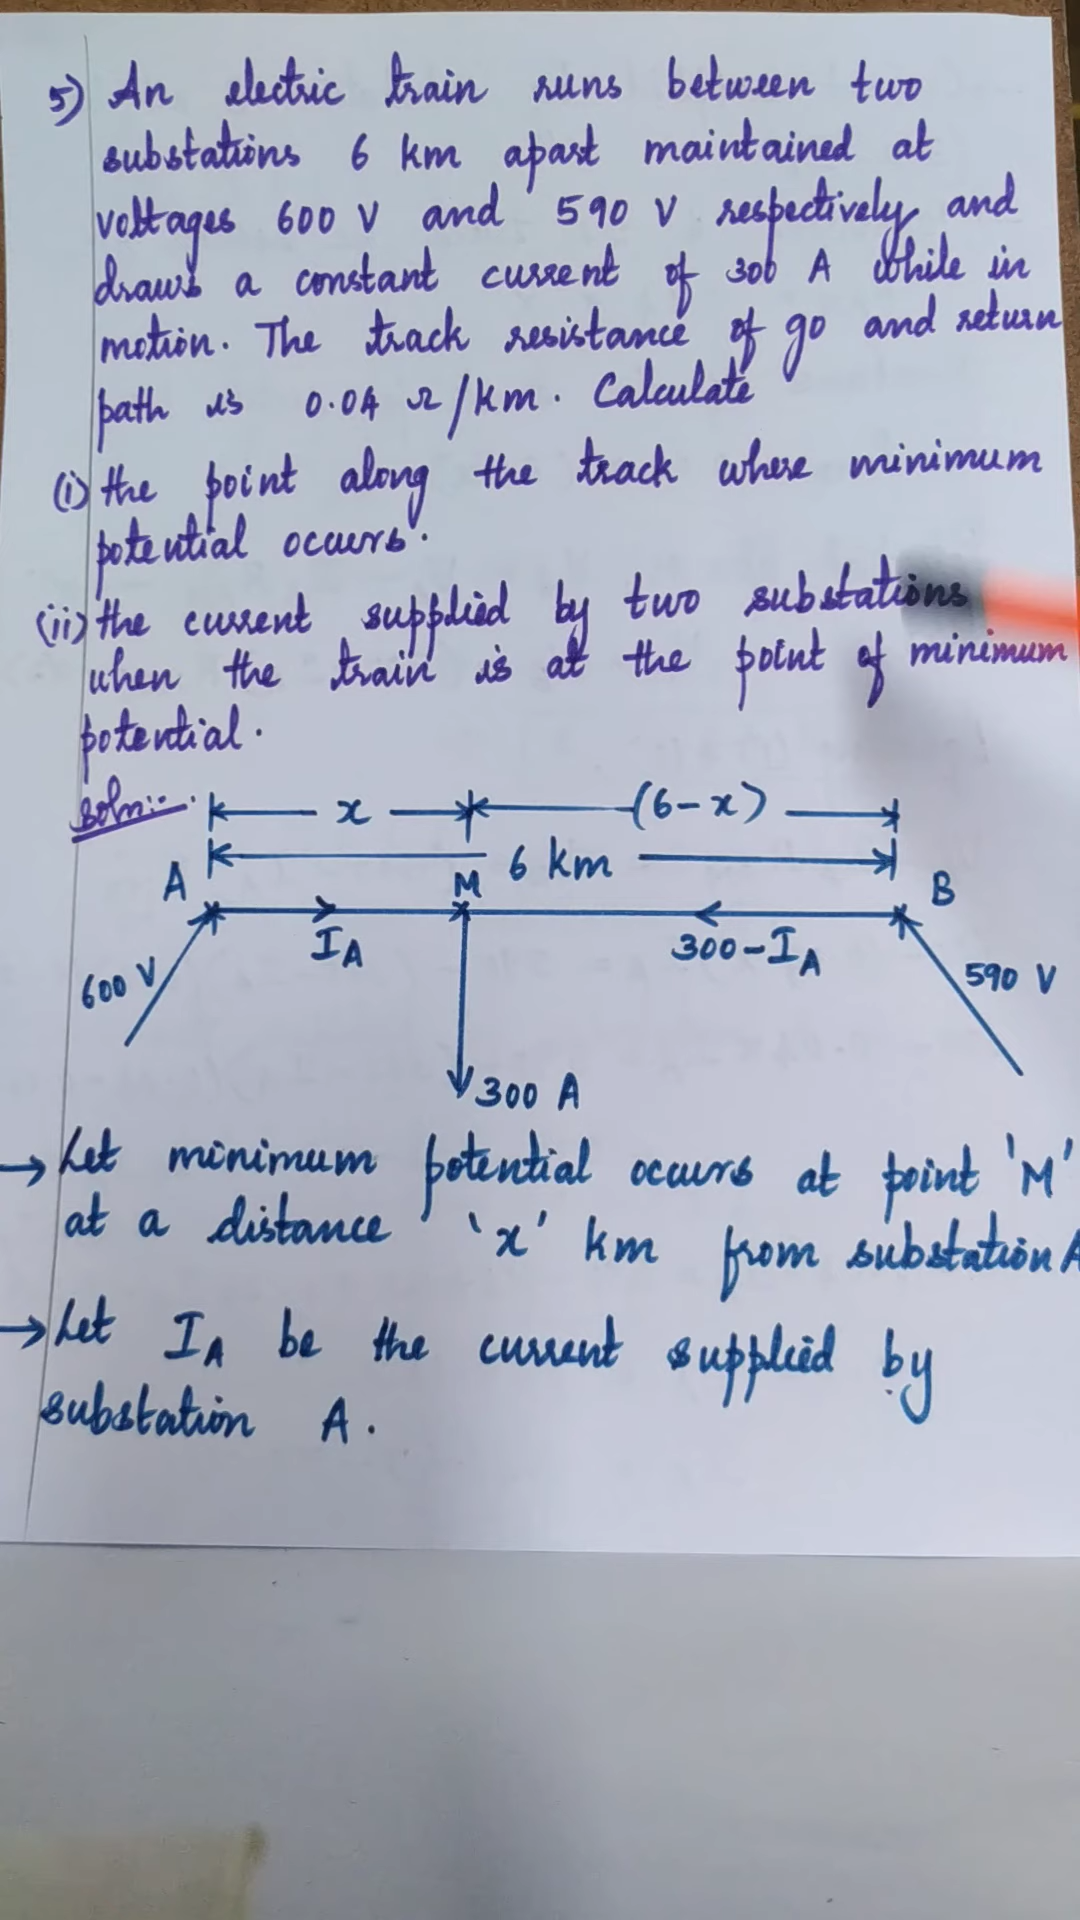 5) An electric train runs between two
substations 6 km apart maintained at
voltages 600 V and 590 V respectively and
draws a constant current of 300 A while in
motion. The track resistance of go and return
path is 0.04 Ω/km. Calculate
(i) the point along the track where minimum
potential occurs.
(ii) the current supplied by two substations
when the train is at the point of minimum
potential.
Soln:-
x (6-x)
6 km
A M B
I_A 300-I_A
600 V 590 V
300 A
→ Let minimum potential occurs at point 'M'
at a distance 'x' km from substation A
→ Let I_A be the current supplied by
substation A.